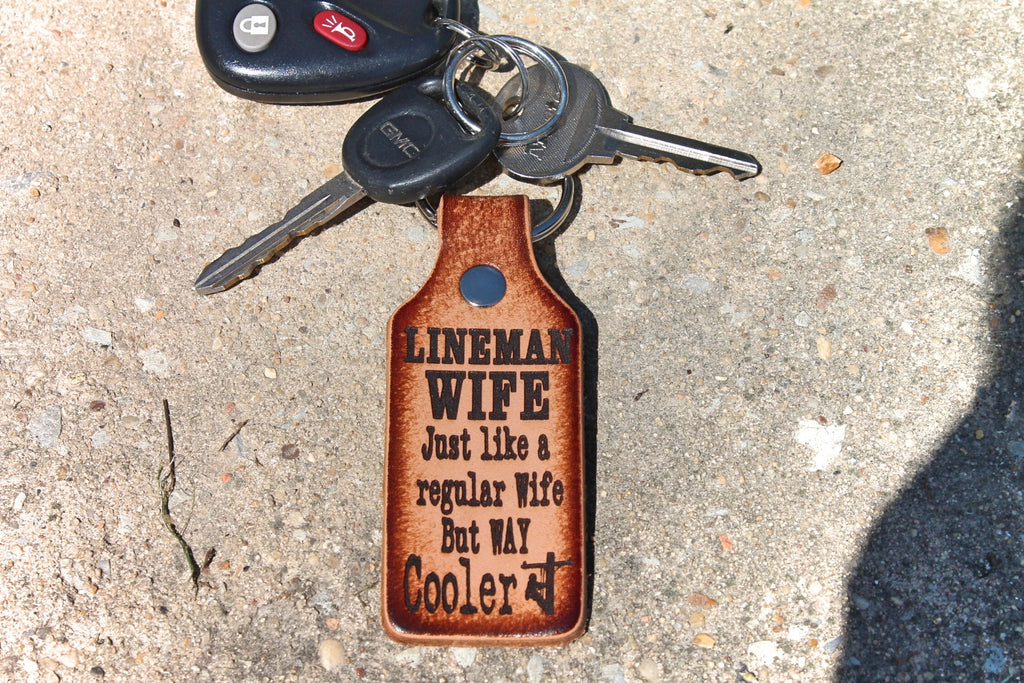 GMC
LINEMAN
WIFE
Just like a
regular Wife
But WAY
Cooler